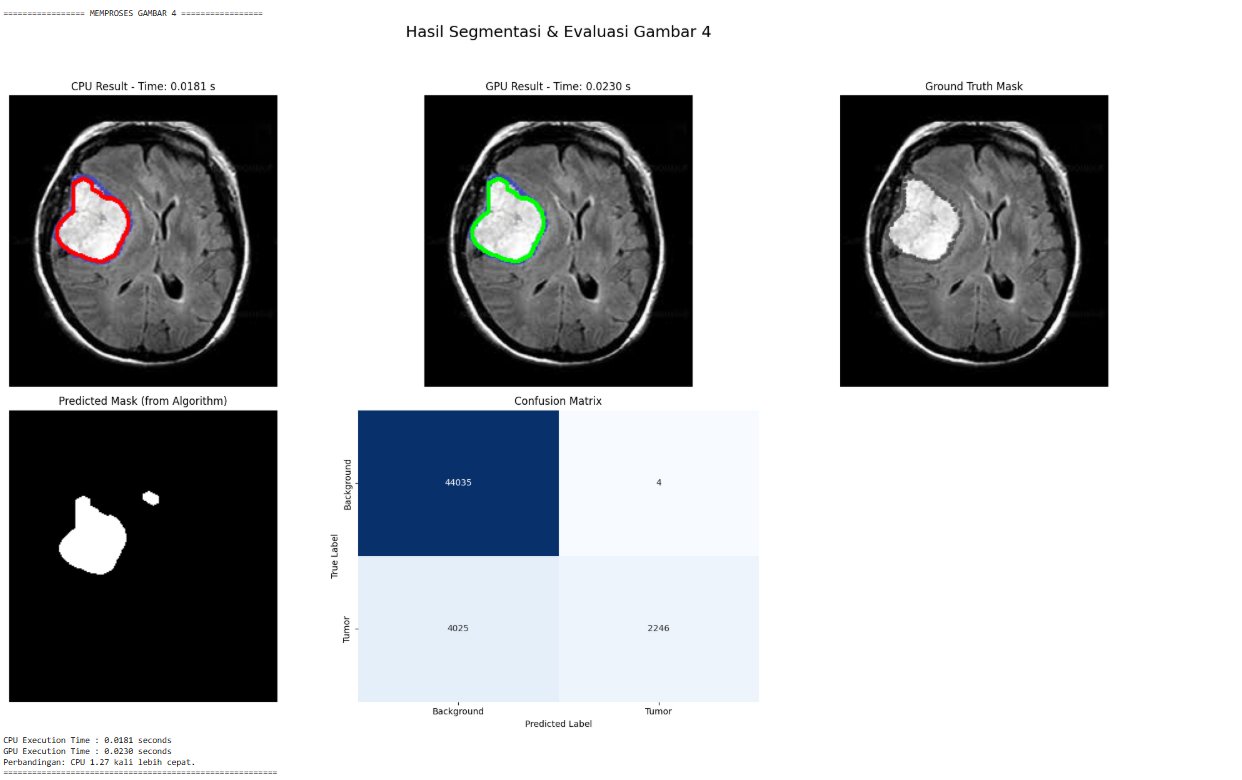 ================= MEMPROSES GAMBAR 4 =================
Hasil Segmentasi & Evaluasi Gambar 4
CPU Result - Time: 0.0181 s
GPU Result - Time: 0.0230 s
Ground Truth Mask
Predicted Mask (from Algorithm)
Confusion Matrix
True Label
Background
44035
4
Tumor
4025
2246
Background
Tumor
Predicted Label
CPU Execution Time : 0.0181 seconds
GPU Execution Time : 0.0230 seconds
Perbandingan: CPU 1.27 kali lebih cepat.
=======================================================